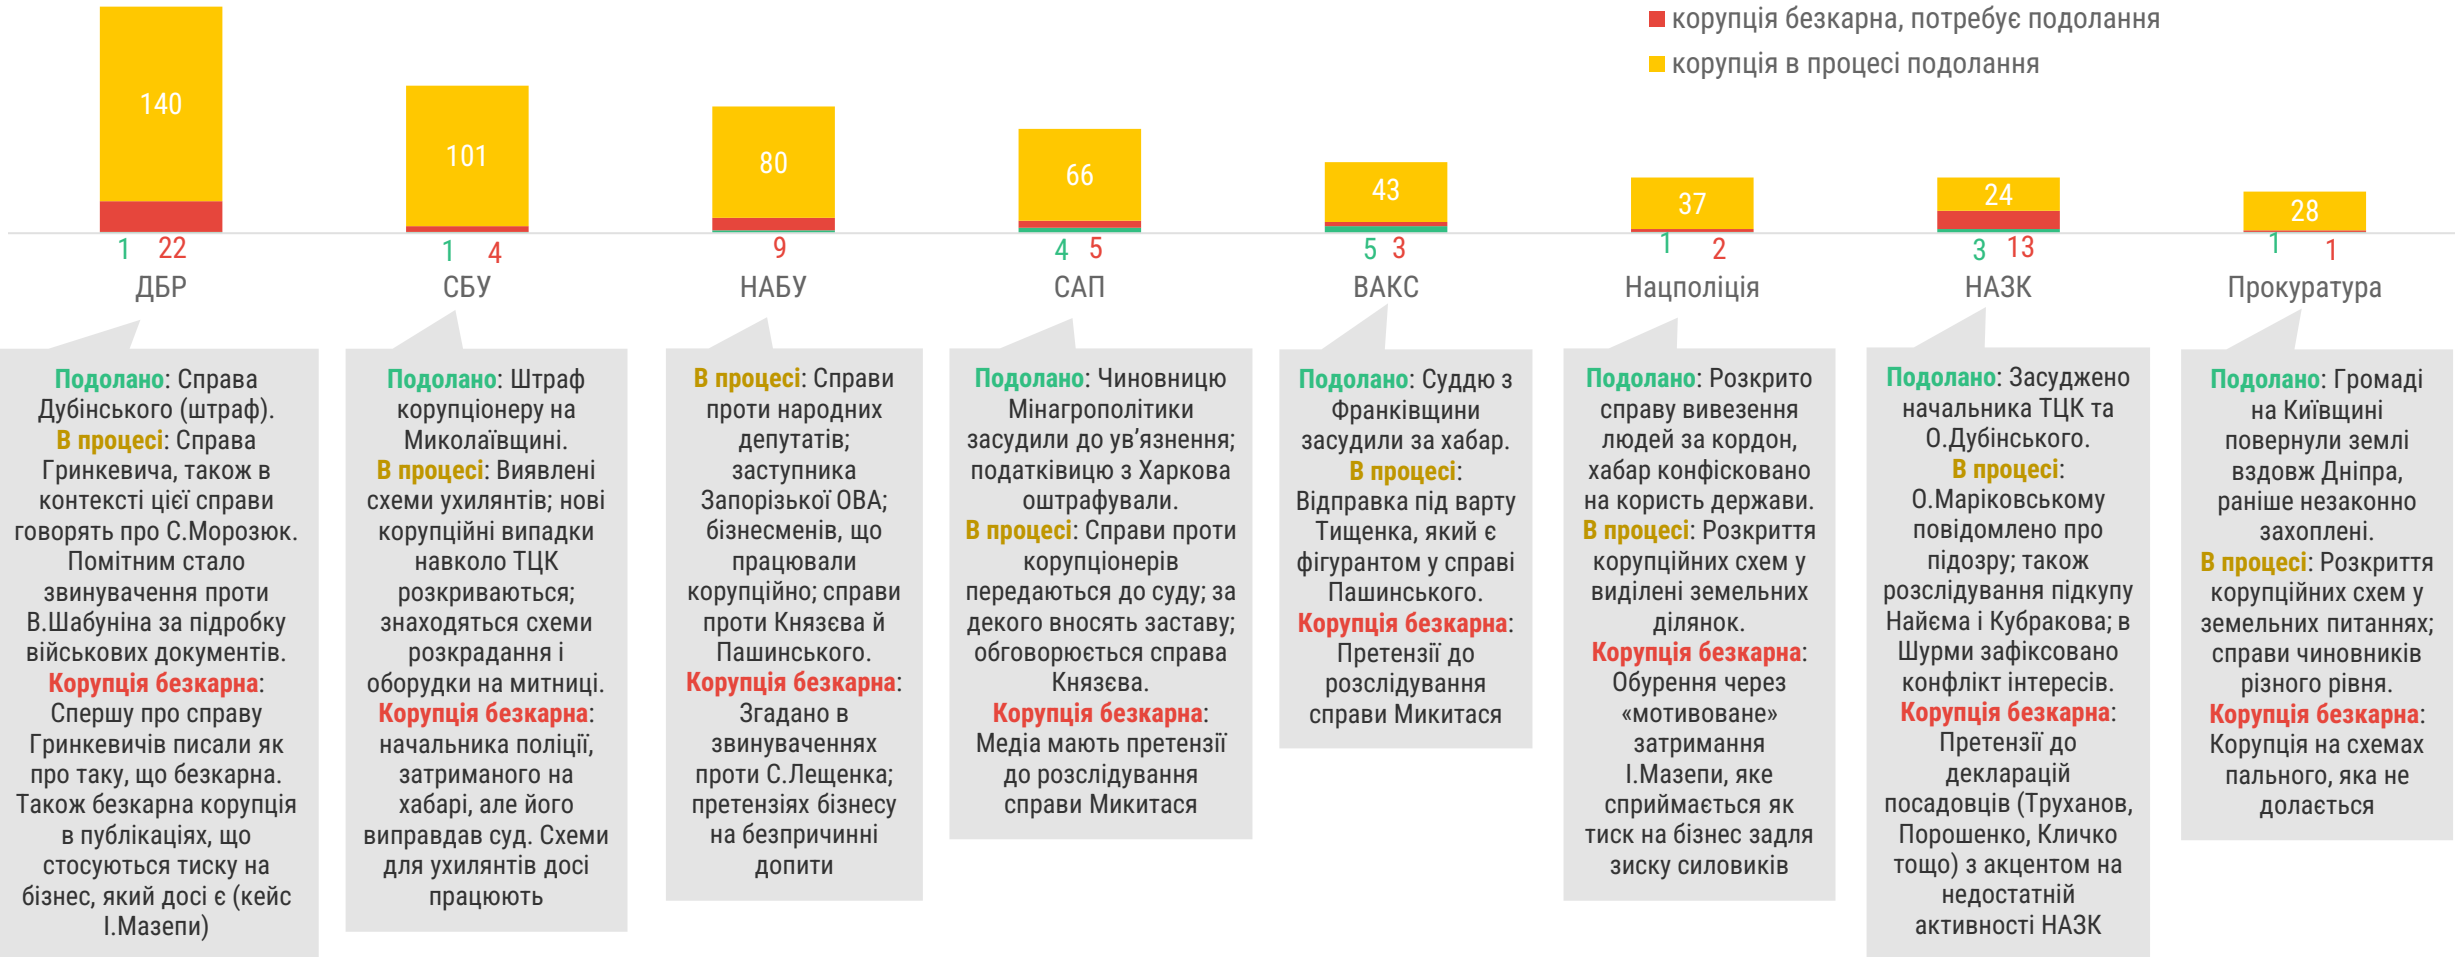 корупція безкарна, потребує подолання
корупція в процесі подолання
140
101
80
66
43
37
24
28
1 22
1 4
9
4 5
5 3
1 2
3 13
1 1
ДБР
СБУ
НАБУ
САП
ВАКС
Нацполіція
НАЗК
Прокуратура
Подолано: Справа
Дубінського (штраф).
В процесі: Справа
Гринкевича, також в
контексті цієї справи
говорять про С.Морозюк.
Помітним стало
звинувачення проти
В.Шабуніна за підробку
військових документів.
Корупція безкарна:
Спершу про справу
Гринкевичів писали як
про таку, що безкарна.
Також безкарна корупція
в публікаціях, що
стосуються тиску на
бізнес, який досі є (кейс
І.Мазепи)
Подолано: Штраф
корупціонеру на
Миколаївщині.
В процесі: Виявлені
схеми ухилянтів; нові
корупційні випадки
навколо ТЦК
розкриваються;
знаходяться схеми
розкрадання і
оборудки на митниці.
Корупція безкарна:
начальника поліції,
затриманого на
хабарі, але його
виправдав суд. Схеми
для ухилянтів досі
працюють
В процесі: Справи
проти народних
депутатів;
заступника
Запорізької ОВА;
бізнесменів, що
працювали
корупційно; справи
проти Князєва й
Пашинського.
Корупція безкарна:
Згадано в
звинуваченнях
проти С.Лещенка;
претензіях бізнесу
на безпричинні
допити
Подолано: Чиновницю
Мінагрополітики
засудили до ув’язнення;
податківицю з Харкова
оштрафували.
В процесі: Справи проти
корупціонерів
передаються до суду; за
декого вносять заставу;
обговорюється справа
Князєва.
Корупція безкарна:
Медіа мають претензії
до розслідування
справи Микитася
Подолано: Суддю з
Франківщини
засудили за хабар.
В процесі:
Відправка під варту
Тищенка, який є
фігурантом у справі
Пашинського.
Корупція безкарна:
Претензії до
розслідування
справи Микитася
Подолано: Розкрито
справу вивезення
людей за кордон,
хабар конфісковано
на користь держави.
В процесі: Розкриття
корупційних схем у
виділені земельних
ділянок.
Корупція безкарна:
Обурення через
«мотивоване»
затримання
І.Мазепи, яке
сприймається як
тиск на бізнес задля
зиску силовиків
Подолано: Засуджено
начальника ТЦК та
О.Дубінського.
В процесі:
О.Маріковському
повідомлено про
підозру; також
розслідування підкупу
Найєма і Кубракова; в
Шурми зафіксовано
конфлікт інтересів.
Корупція безкарна:
Претензії до
декларацій
посадовців (Труханов,
Порошенко, Кличко
тощо) з акцентом на
недостатній
активності НАЗК
Подолано: Громаді
на Київщині
повернули землі
вздовж Дніпра,
раніше незаконно
захоплені.
В процесі: Розкриття
корупційних схем у
земельних питаннях;
справи чиновників
різного рівня.
Корупція безкарна:
Корупція на схемах
пального, яка не
долається